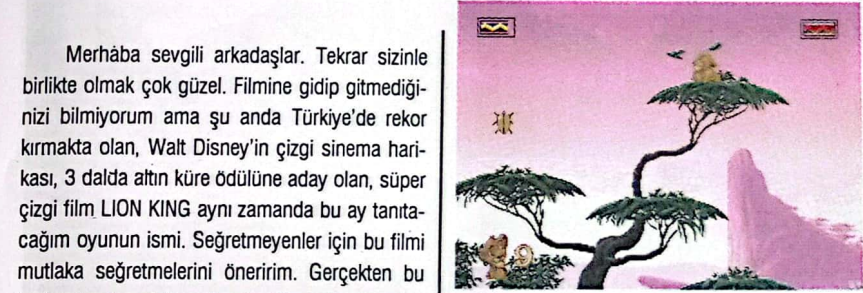 Merhaba sevgili arkadaşlar. Tekrar sizinle
birlikte olmak çok güzel. Filmine gidip gitmediği-
nizi bilmiyorum ama şu anda Türkiye'de rekor
kırmakta olan, Walt Disney'in çizgi sinema hari-
kası, 3 dalda altın küre ödülüne aday olan, süper
çizgi film LION KING aynı zamanda bu ay tanıta-
cağım oyunun ismi. Seğretmeyenler için bu filmi
mutlaka seğretmelerini öneririm. Gerçekten bu